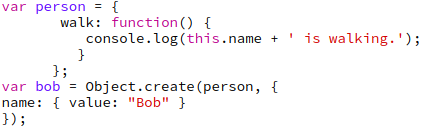 var person = {
        walk: function() {
           console.log(this.name + ' is walking.');
          }
       };
var bob = Object.create(person, {
name: { value: "Bob" }
});